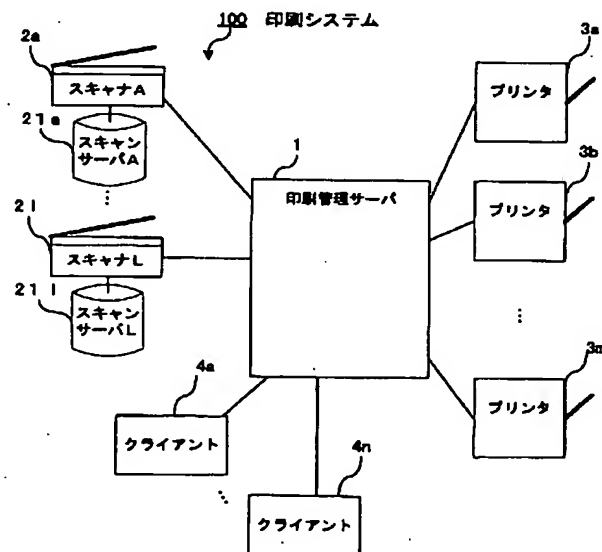 100 印刷システム
2a
スキャナA
21a
スキャン
サーバA
⋮
2l
スキャナL
21l
スキャン
サーバL
1
印刷管理サーバ
3a
プリンタ
3b
プリンタ
⋮
3m
プリンタ
4a
クライアント
⋱
4n
クライアント